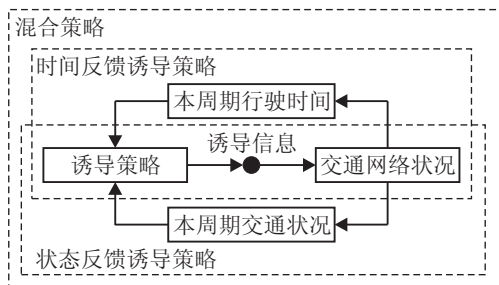 混合策略
时间反馈诱导策略
本周期行驶时间
诱导信息
诱导策略
交通网络状况
本周期交通状况
状态反馈诱导策略